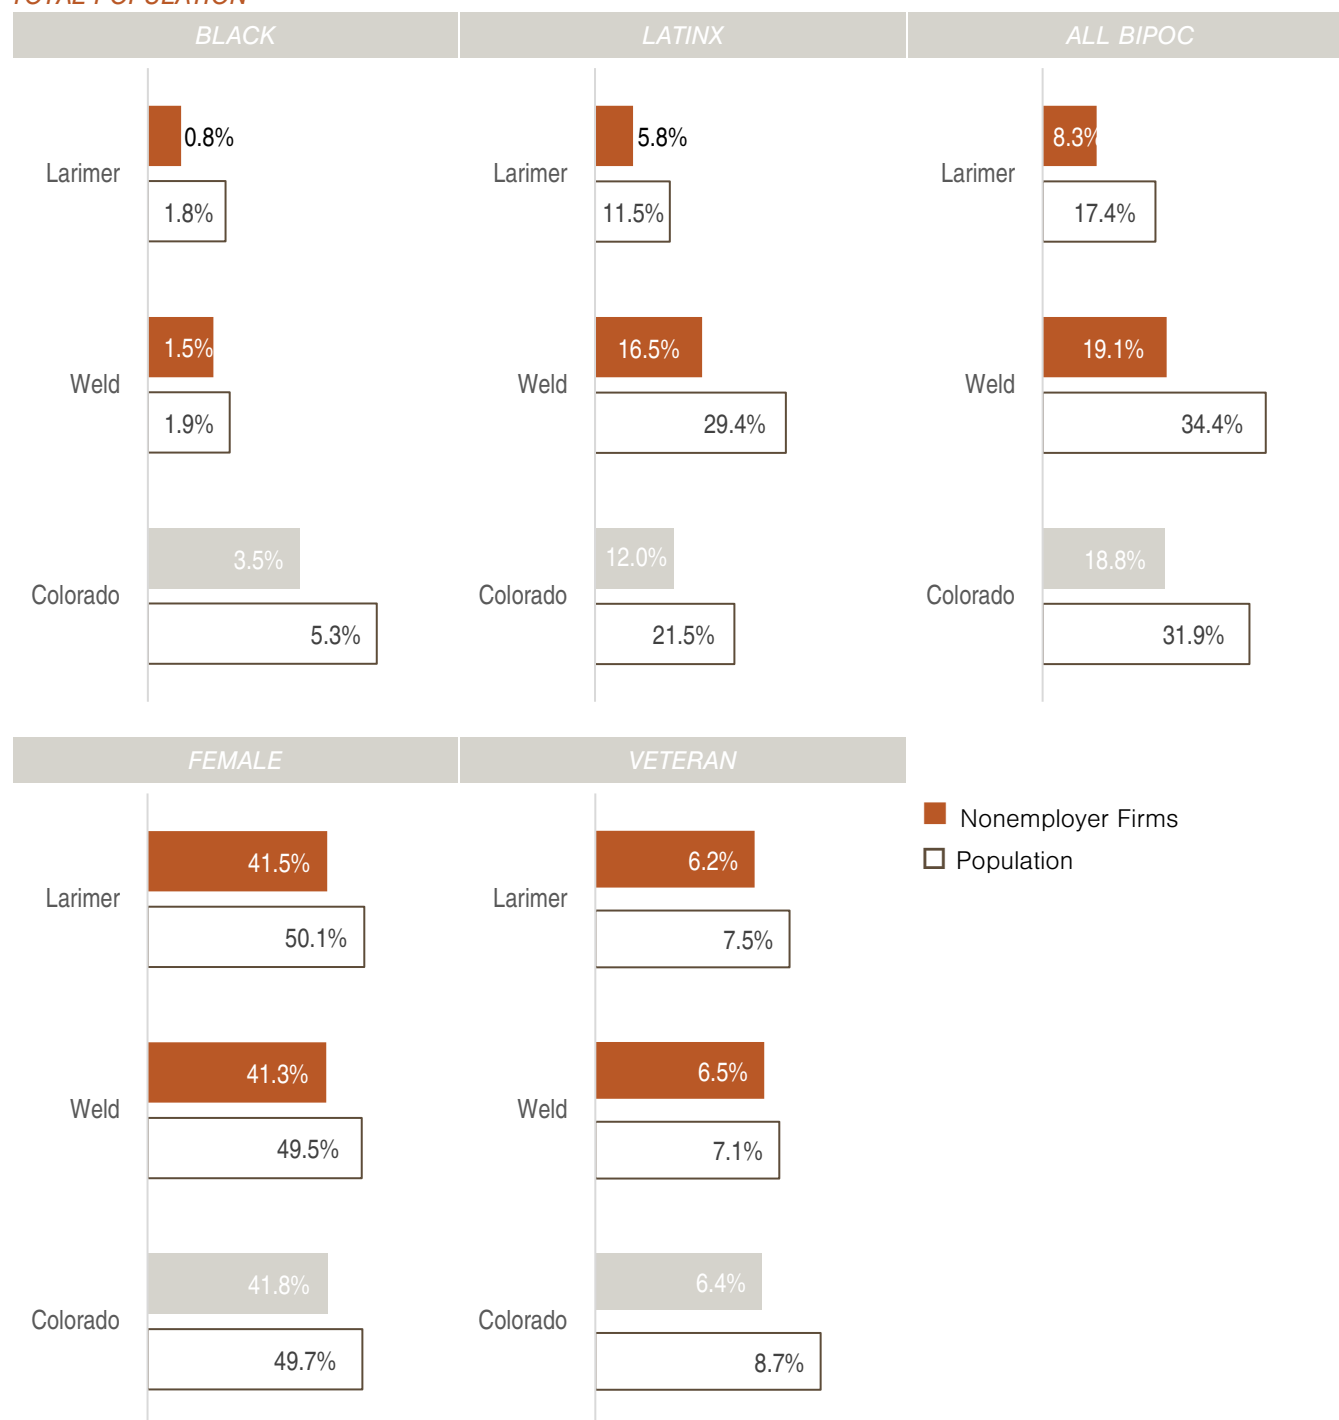 TOTAL POPULATION
BLACK
LATINX
ALL BIPOC
Larimer
0.8%
1.8%
Weld
1.5%
1.9%
Colorado
3.5%
5.3%
Larimer
5.8%
11.5%
Weld
16.5%
29.4%
Colorado
12.0%
21.5%
Larimer
8.3%
17.4%
Weld
19.1%
34.4%
Colorado
18.8%
31.9%
FEMALE
VETERAN
Larimer
41.5%
50.1%
Weld
41.3%
49.5%
Colorado
41.8%
49.7%
Larimer
6.2%
7.5%
Weld
6.5%
7.1%
Colorado
6.4%
8.7%
Nonemployer Firms
Population